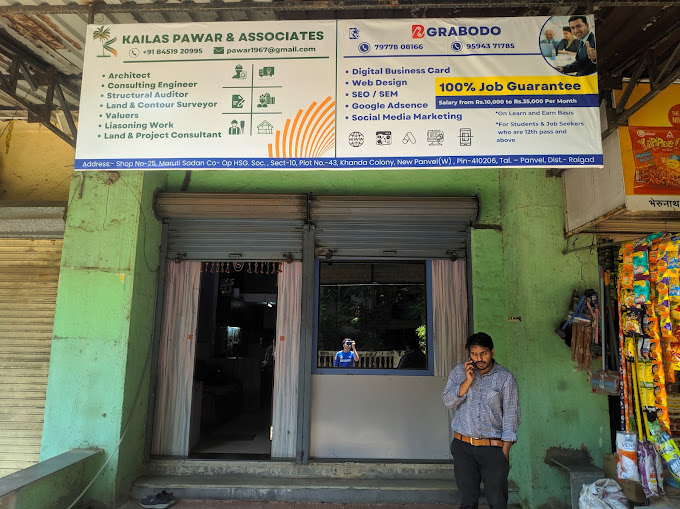 KAILAS PAWAR & ASSOCIATES
+91 84519 20995
pawar1967@gmail.com
• Architect
• Consulting Engineer
• Structural Auditor
• Land & Contour Surveyor
• Valuers
• Liasoning Work
• Land & Project Consultant
GRABODO
79778 08166
95943 71785
• Digital Business Card
• Web Design
• SEO / SEM
• Google Adsence
• Social Media Marketing
WWW
100% Job Guarantee
Salary from Rs.10,000 to Rs.35,000 Per Month
*On Learn and Earn Basis
*For Students & Job Seekers
who are 12th pass and
above
Address:- Shop No-25, Maruti Sadan Co- Op HSG. Soc. , Sect-10, Plot No.-43, Khanda Colony, New Panvel(W) , Pin-410206, Tal. – Panvel, Dist.- Raigad
YiPPee!
भेरुनाथ